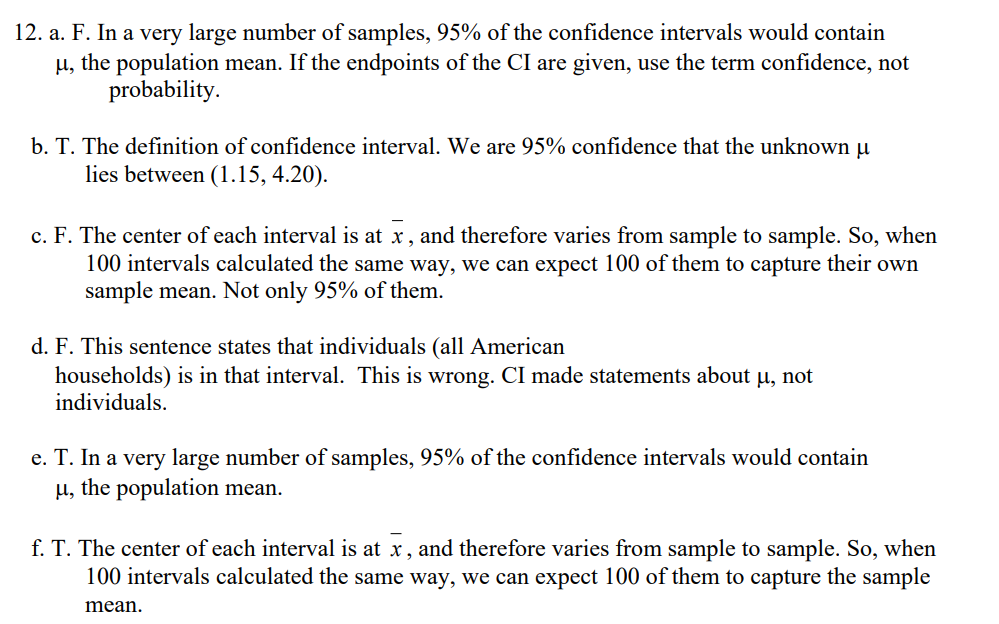 12. a. F. In a very large number of samples, 95% of the confidence intervals would contain
μ, the population mean. If the endpoints of the CI are given, use the term confidence, not
probability.
b. T. The definition of confidence interval. We are 95% confidence that the unknown μ
lies between (1.15, 4.20).
c. F. The center of each interval is at x̄, and therefore varies from sample to sample. So, when
100 intervals calculated the same way, we can expect 100 of them to capture their own
sample mean. Not only 95% of them.
d. F. This sentence states that individuals (all American
households) is in that interval. This is wrong. CI made statements about μ, not
individuals.
e. T. In a very large number of samples, 95% of the confidence intervals would contain
μ, the population mean.
f. T. The center of each interval is at x̄, and therefore varies from sample to sample. So, when
100 intervals calculated the same way, we can expect 100 of them to capture the sample
mean.